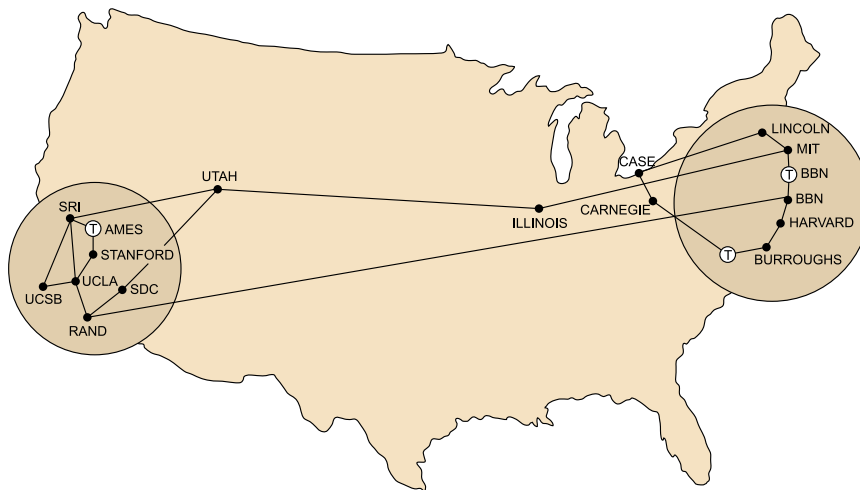 LINCOLN
MIT
CASE
T BBN
UTAH
BBN
SRI
ILLINOIS
CARNEGIE
T AMES
HARVARD
STANFORD
T
BURROUGHS
UCLA
SDC
UCSB
RAND